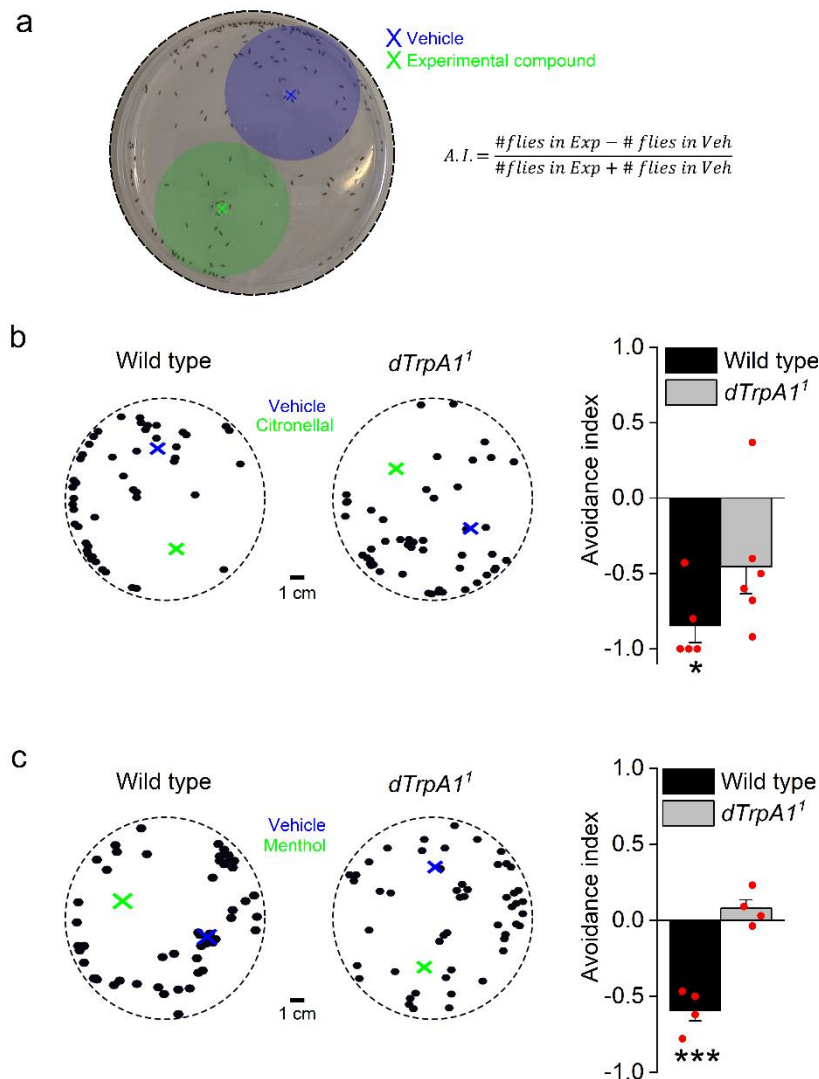 a
X Vehicle
X Experimental compound
A.I. = #flies in Exp − # flies in Veh
#flies in Exp + # flies in Veh
b
Wild type
dTrpA1¹
Vehicle
Citronellal
1 cm
Avoidance index
1.0
0.5
0.0
-0.5
-1.0
Wild type
dTrpA1¹
*
c
Wild type
dTrpA1¹
Vehicle
Menthol
1 cm
Avoidance index
1.0
0.5
0.0
-0.5
-1.0
Wild type
dTrpA1¹
***